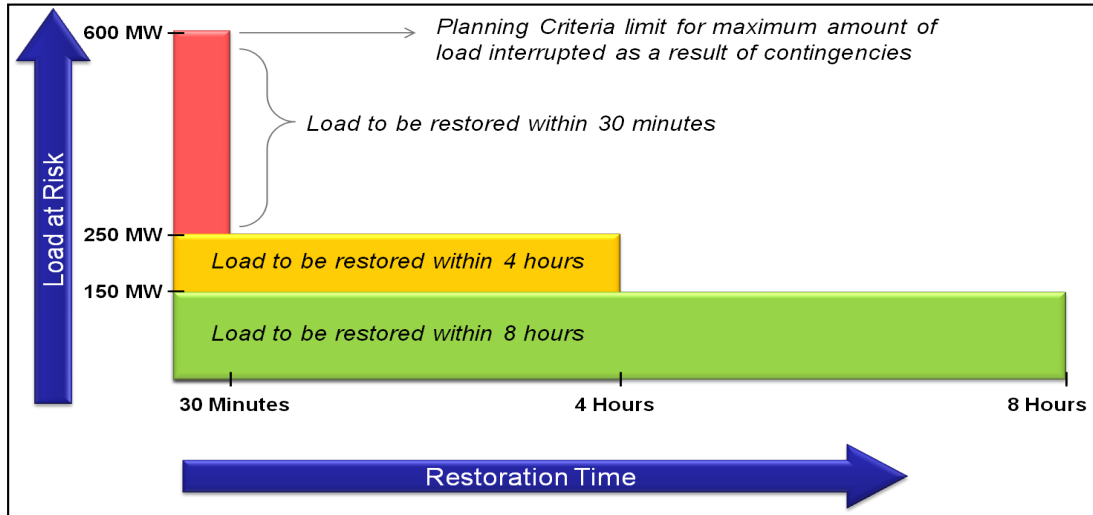 600 MW
Planning Criteria limit for maximum amount of
load interrupted as a result of contingencies
Load to be restored within 30 minutes
Load at Risk
250 MW
Load to be restored within 4 hours
150 MW
Load to be restored within 8 hours
30 Minutes
4 Hours
8 Hours
Restoration Time